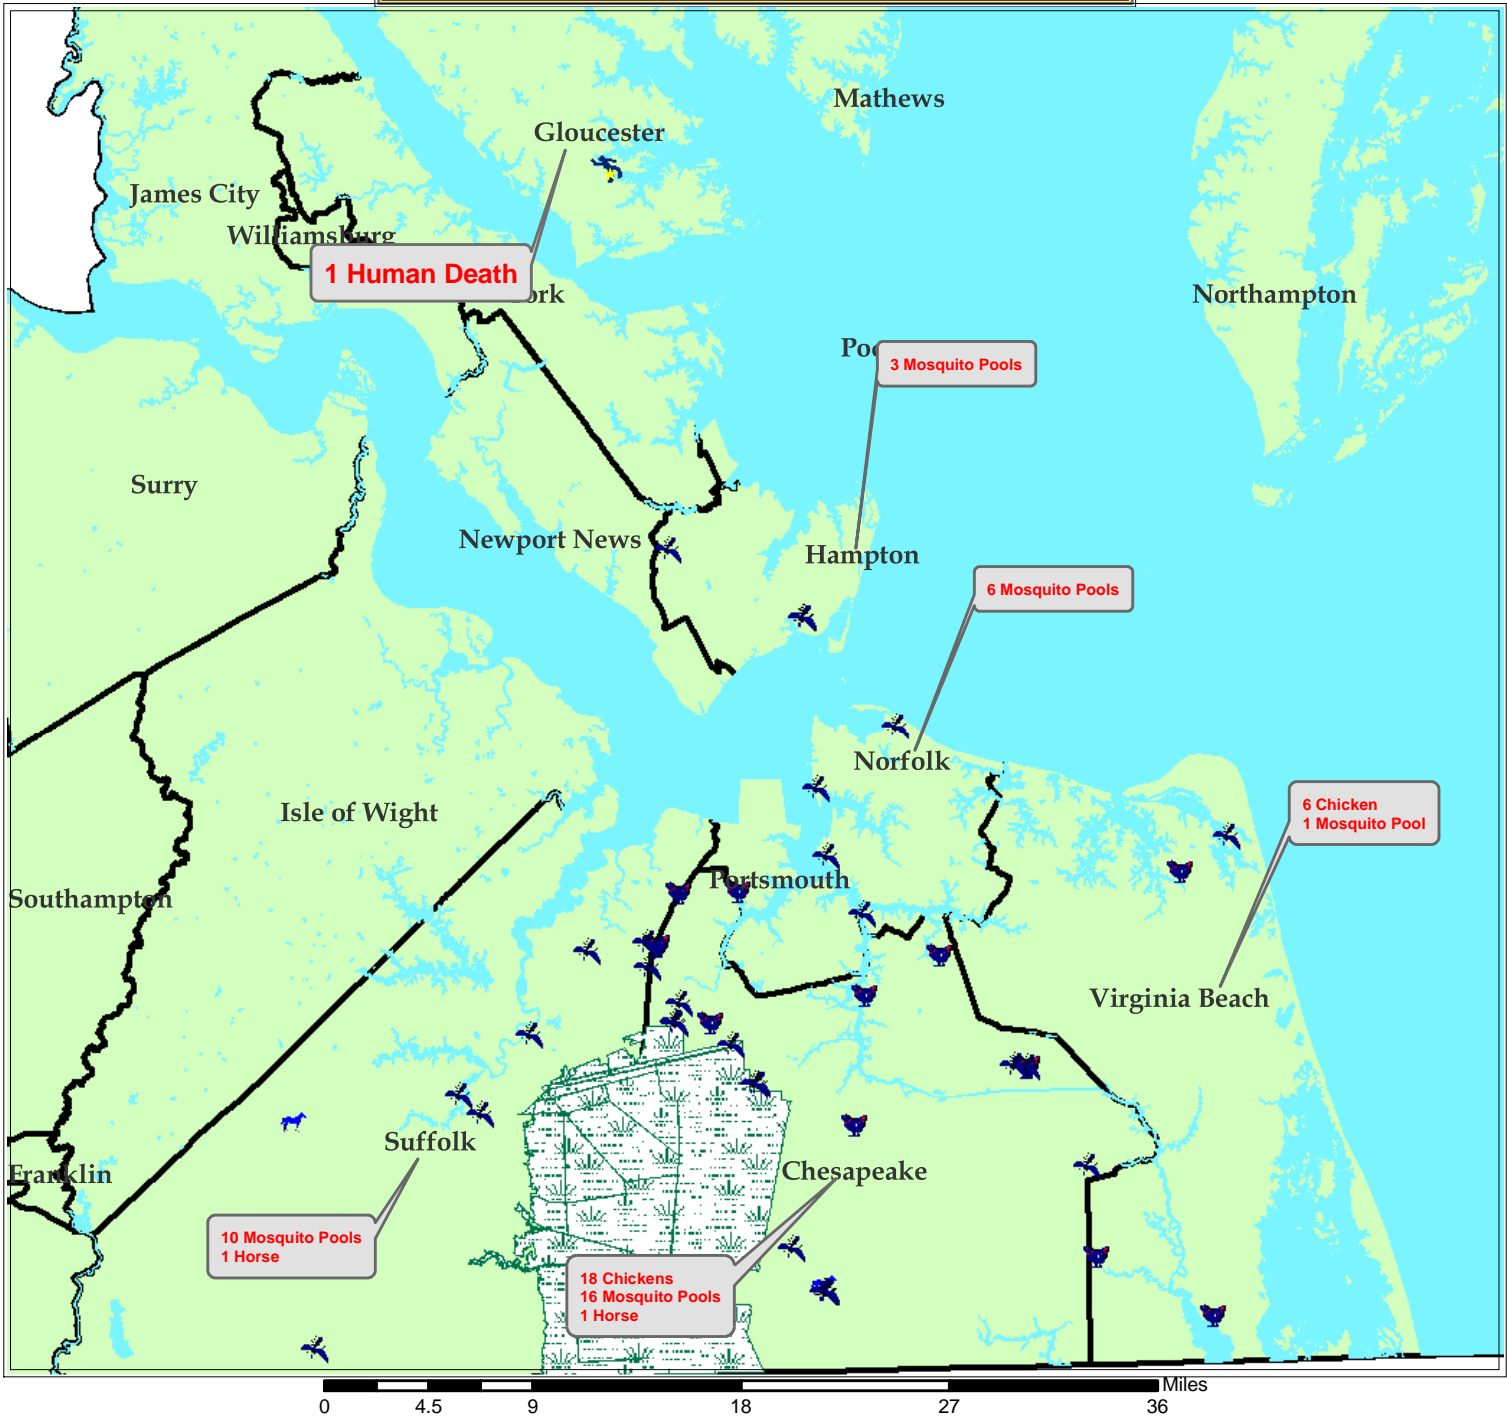 Mathews
Gloucester
James City
Williamsburg
1 Human Death
Northampton
3 Mosquito Pools
Surry
Newport News
Hampton
6 Mosquito Pools
Norfolk
6 Chicken
1 Mosquito Pool
Isle of Wight
Portsmouth
Southampton
Virginia Beach
Suffolk
Chesapeake
Franklin
10 Mosquito Pools
1 Horse
18 Chickens
16 Mosquito Pools
1 Horse
Miles
0 4.5 9 18 27 36